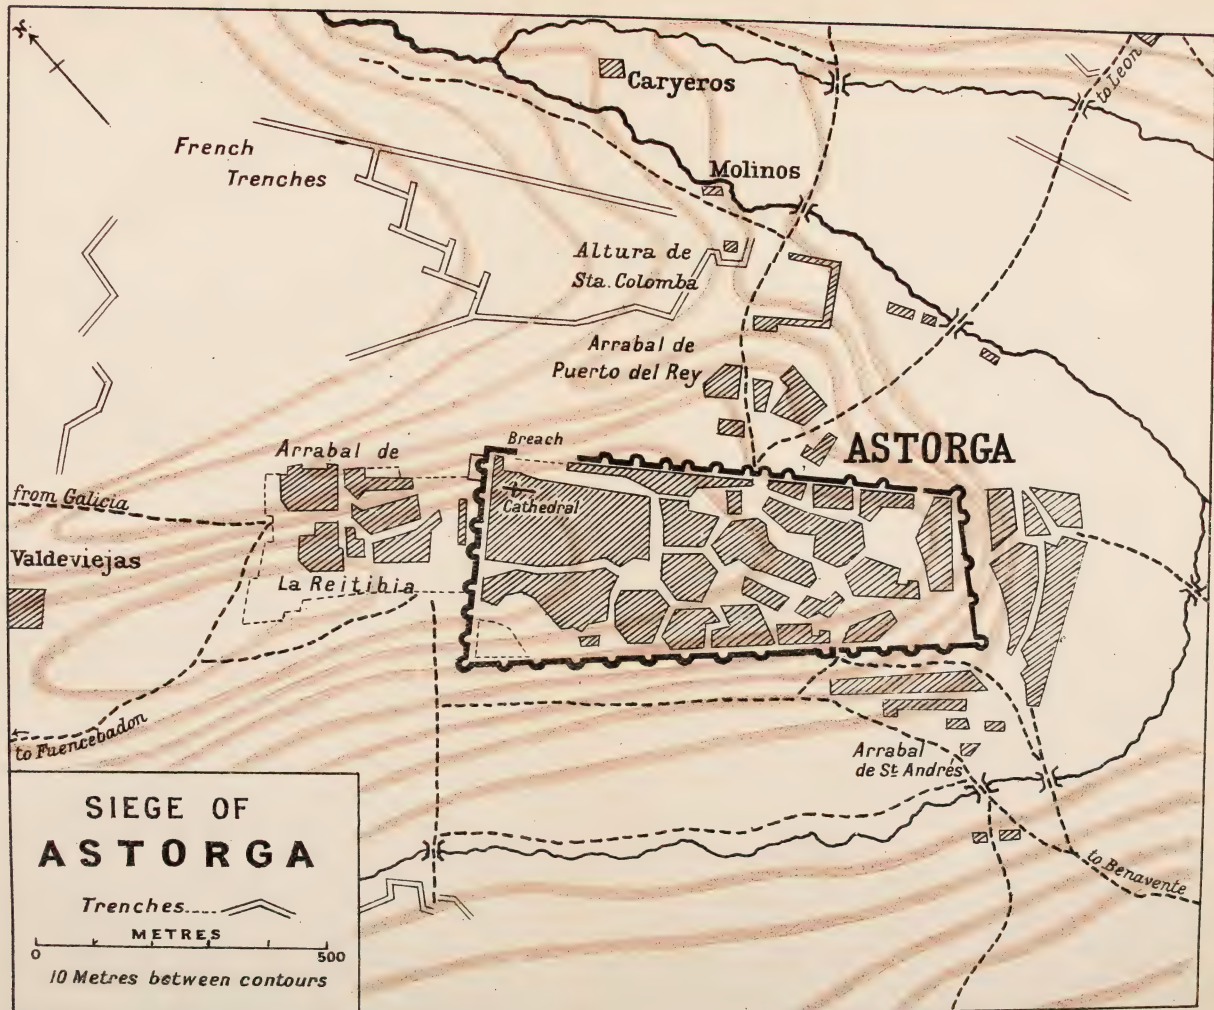 Caryeros
to Leon
French
Trenches
Molinos
Altura de
Sta. Colomba
Arrabal de
Puerto del Rey
Arrabal de
Breach
ASTORGA
from Galicia
Cathedral
Valdeviejas
La Reitibia
to Fuencebadon
Arrabal
de St Andrés
to Benavente
SIEGE OF
ASTORGA
Trenches
METRES
0 500
10 Metres between contours